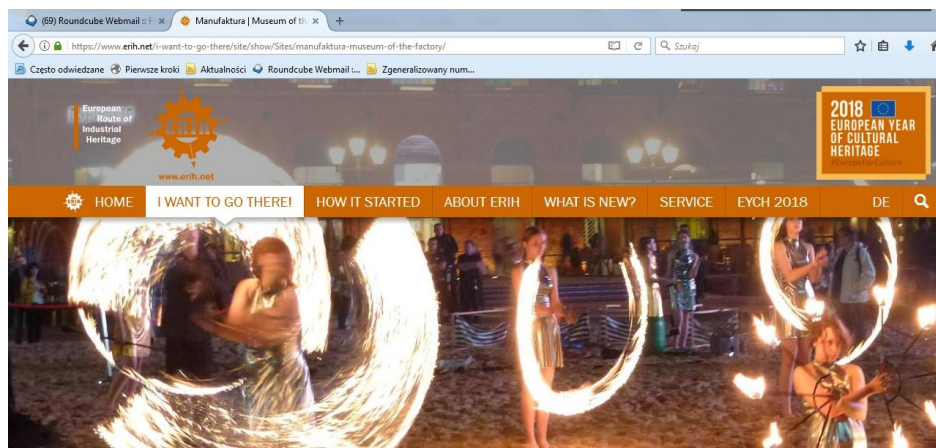 (69) Roundcube Webmail ::
Manufaktura | Museum of th
https://www.erih.net/i-want-to-go-there/site/show/Sites/manufaktura-museum-of-the-factory/
Szukaj
Często odwiedzane Pierwsze kroki Aktualności Roundcube Webmail :... Zgeneralizowany num...
European
Route of
Industrial
Heritage
ERIH
www.erih.net
2018
EUROPEAN YEAR
OF CULTURAL
HERITAGE
#EuropeForCulture
HOME I WANT TO GO THERE! HOW IT STARTED ABOUT ERIH WHAT IS NEW? SERVICE EYCH 2018 DE